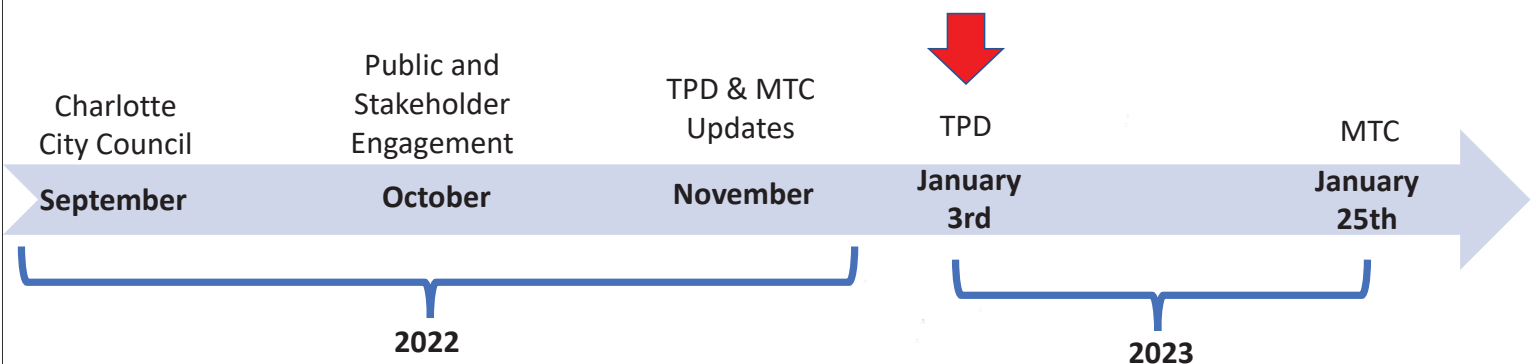 Charlotte
City Council
September
Public and
Stakeholder
Engagement
October
TPD & MTC
Updates
November
TPD
January
3rd
MTC
January
25th
2022
2023